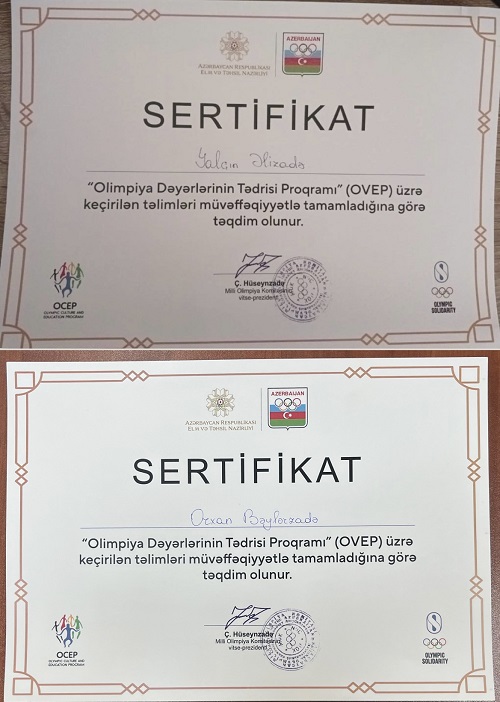 AZƏRBAYCAN RESPUBLİKASI
ELM VƏ TƏHSİL NAZİRLİYİ
AZERBAIJAN
SERTİFİKAT
Yalçın Əlizadə
“Olimpiya Dəyərlərinin Tədrisi Proqramı” (OVEP) üzrə
keçirilən təlimləri müvəffəqiyyətlə tamamladığına görə
təqdim olunur.
Ç. Hüseynzadə
Milli Olimpiya Komitəsinin
vitse-prezidenti
OCEP
OLYMPIC CULTURE AND
EDUCATION PROGRAM
OLYMPIC
SOLIDARITY
AZƏRBAYCAN RESPUBLİKASI
ELM VƏ TƏHSİL NAZİRLİYİ
AZERBAIJAN
SERTİFİKAT
Orxan Bəylərzadə
“Olimpiya Dəyərlərinin Tədrisi Proqramı” (OVEP) üzrə
keçirilən təlimləri müvəffəqiyyətlə tamamladığına görə
təqdim olunur.
Ç. Hüseynzadə
Milli Olimpiya Komitəsinin
vitse-prezidenti
OCEP
OLYMPIC CULTURE AND
EDUCATION PROGRAM
OLYMPIC
SOLIDARITY